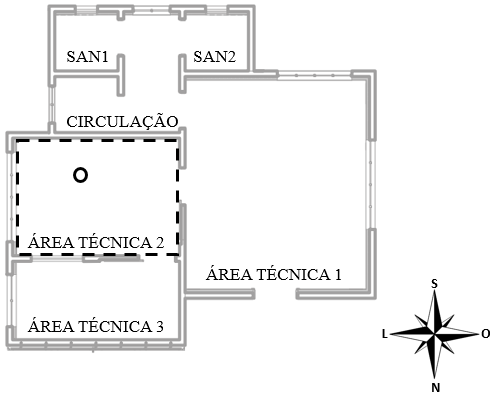 SAN1 SAN2
CIRCULAÇÃO
ÁREA TÉCNICA 2
ÁREA TÉCNICA 1
ÁREA TÉCNICA 3
S
L O
N